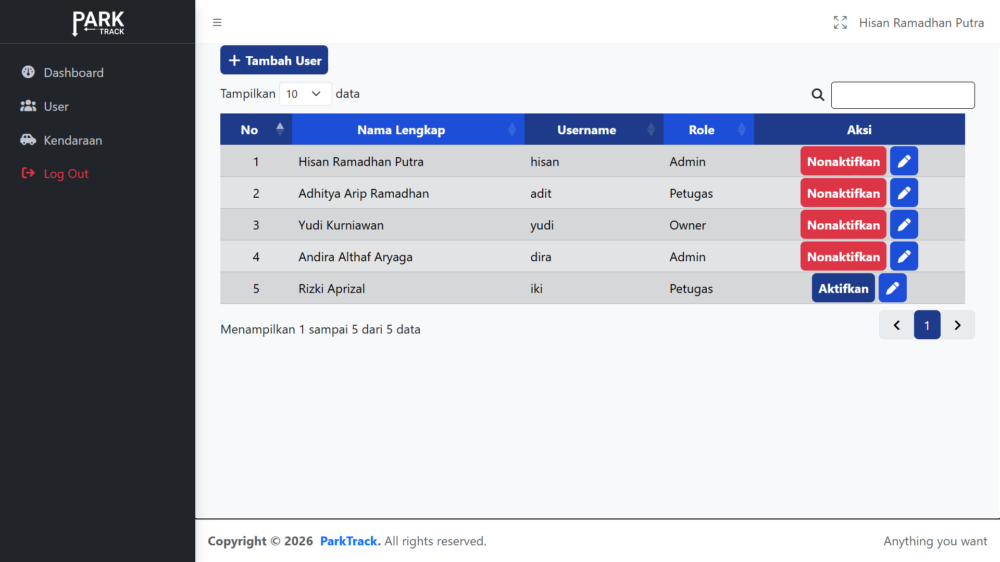 PARK
TRACK
Hisan Ramadhan Putra
Dashboard
User
Kendaraan
Log Out
Tambah User
Tampilkan 10 data
No Nama Lengkap Username Role Aksi
1 Hisan Ramadhan Putra hisan Admin Nonaktifkan
2 Adhitya Arip Ramadhan adit Petugas Nonaktifkan
3 Yudi Kurniawan yudi Owner Nonaktifkan
4 Andira Althaf Aryaga dira Admin Nonaktifkan
5 Rizki Aprizal iki Petugas Aktifkan
Menampilkan 1 sampai 5 dari 5 data
1
Copyright © 2026 ParkTrack. All rights reserved.
Anything you want